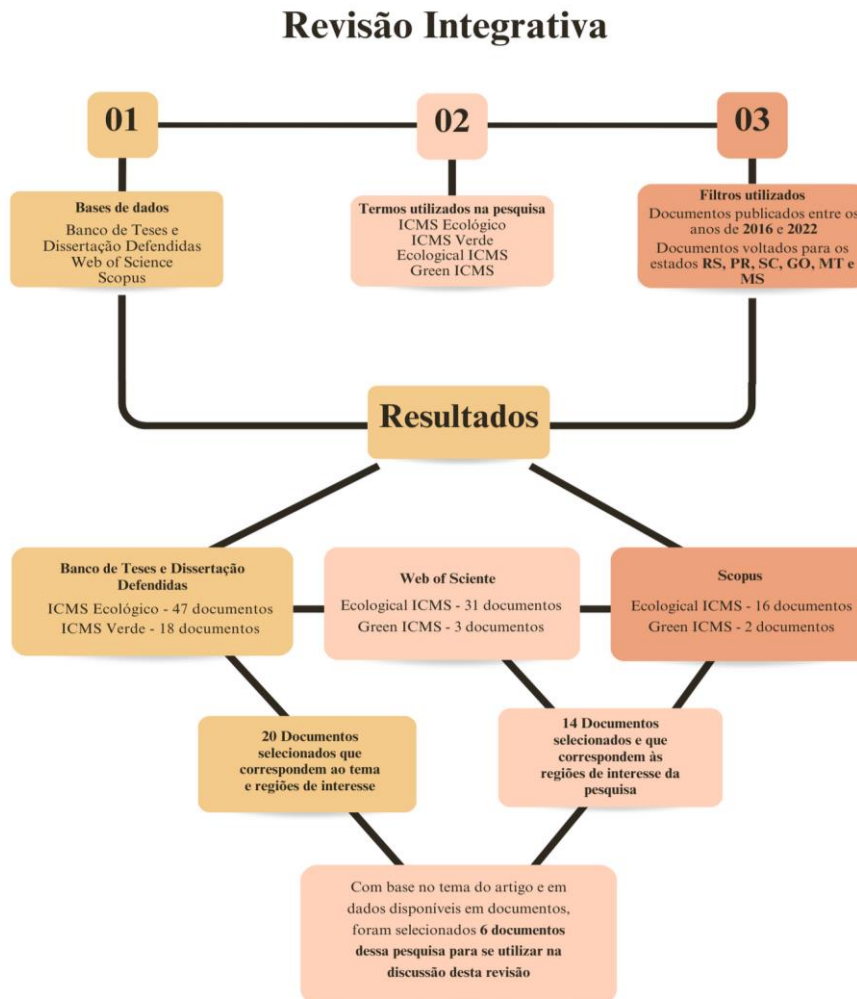 Revisão Integrativa
01
02
03
Bases de dados
Banco de Teses e
Dissertação Defendidas
Web of Science
Scopus
Termos utilizados na pesquisa
ICMS Ecológico
ICMS Verde
Ecological ICMS
Green ICMS
Filtros utilizados
Documentos publicados entre os
anos de 2016 e 2022
Documentos voltados para os
estados RS, PR, SC, GO, MT e
MS
Resultados
Banco de Teses e Dissertação
Defendidas
ICMS Ecológico - 47 documentos
ICMS Verde - 18 documentos
Web of Sciente
Ecological ICMS - 31 documentos
Green ICMS - 3 documentos
Scopus
Ecological ICMS - 16 documentos
Green ICMS - 2 documentos
20 Documentos
selecionados que
correspondem ao tema
e regiões de interesse
14 Documentos
selecionados e que
correspondem às
regiões de interesse da
pesquisa
Com base no tema do artigo e em
dados disponíveis em documentos,
foram selecionados 6 documentos
dessa pesquisa para se utilizar na
discussão desta revisão